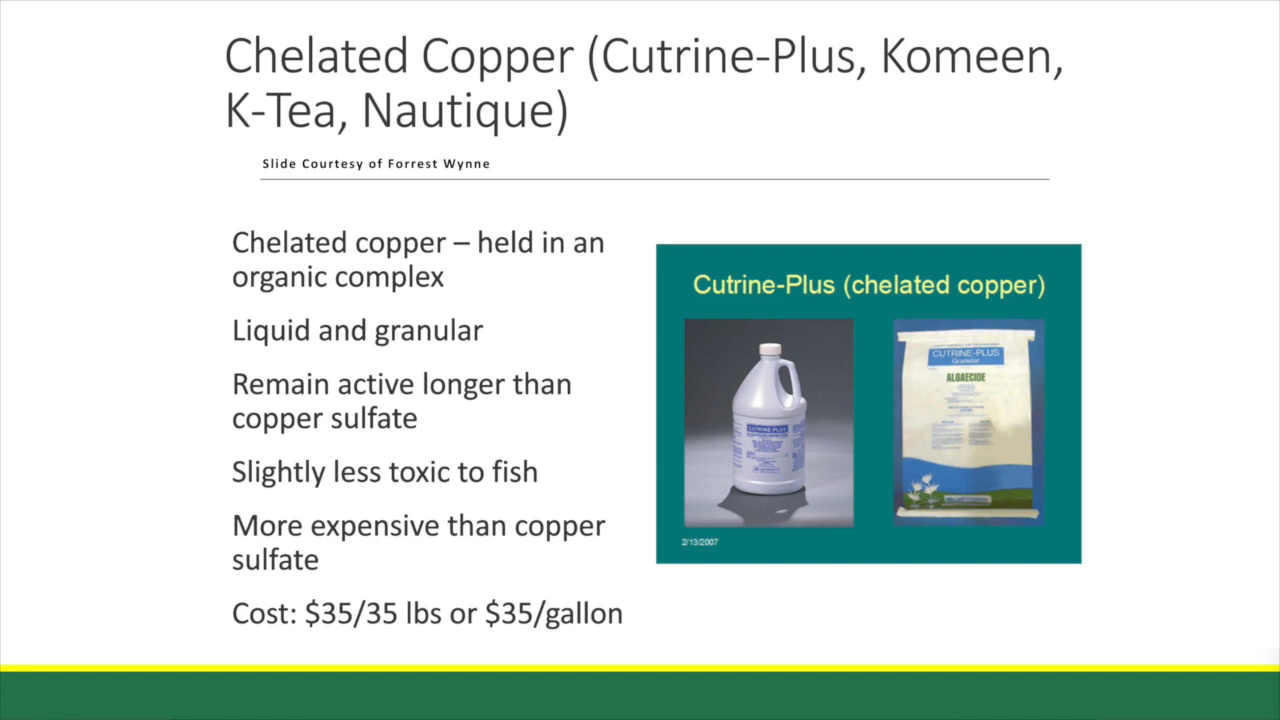 Chelated Copper (Cutrine-Plus, Komeen,
K-Tea, Nautique)
Slide Courtesy of Forrest Wynne
Chelated copper – held in an
organic complex
Liquid and granular
Remain active longer than
copper sulfate
Slightly less toxic to fish
More expensive than copper
sulfate
Cost: $35/35 lbs or $35/gallon
Cutrine-Plus (chelated copper)
CUTRINE-PLUS
CUTRINE-PLUS
Granular
ALGAECIDE
2/13/2007